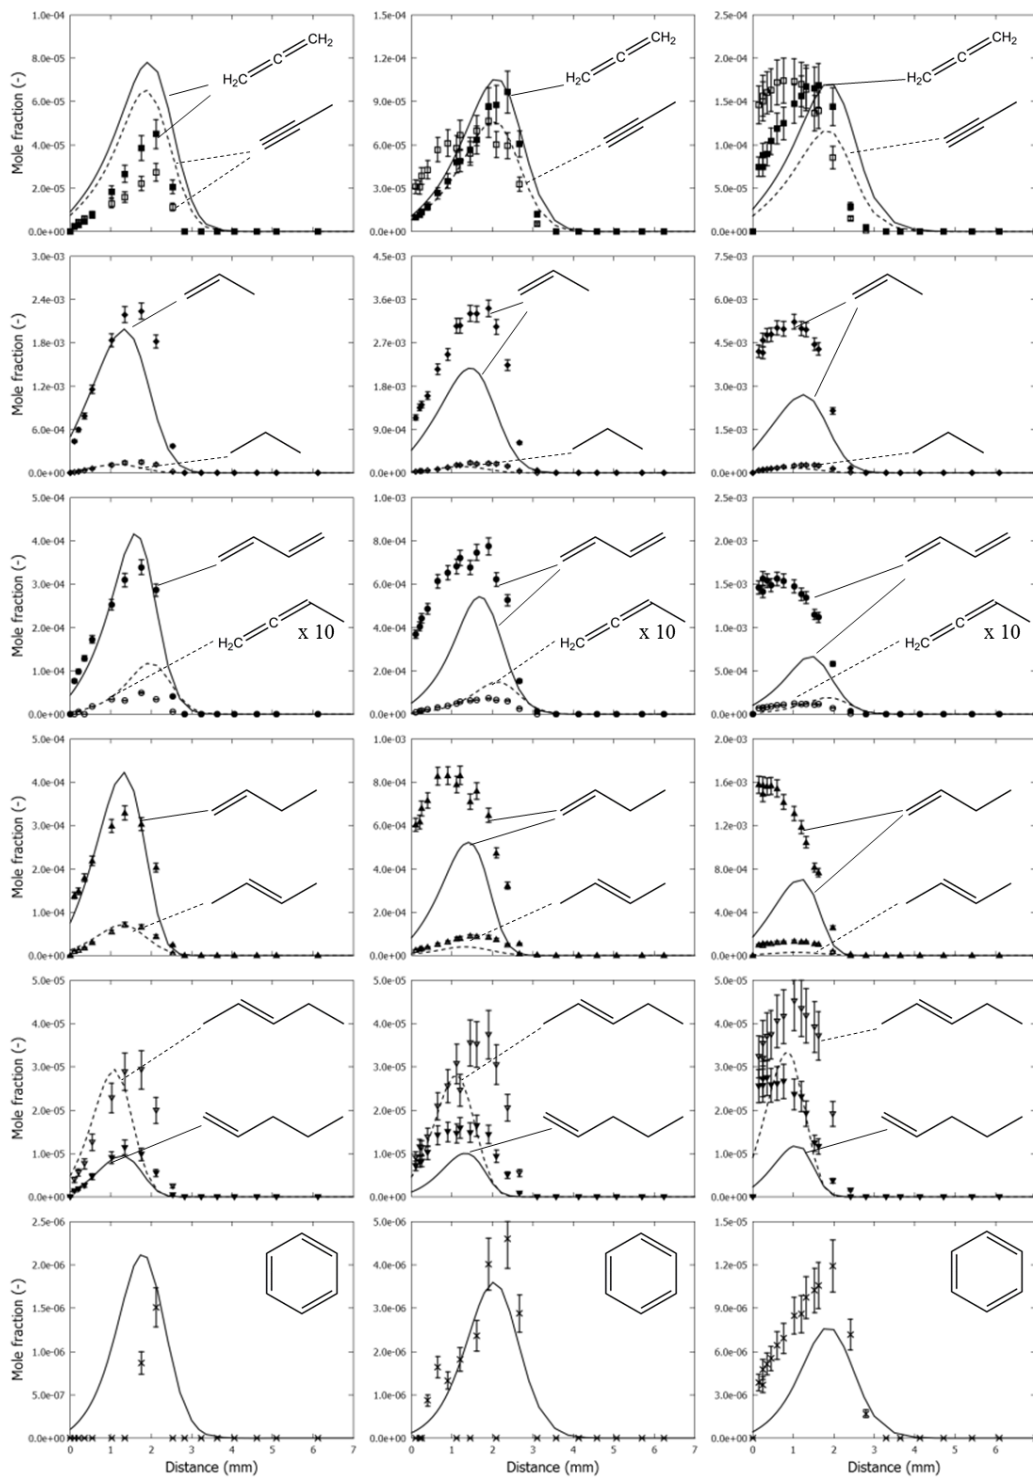 Mole fraction (-)
1.0e-04
8.0e-05
6.0e-05
4.0e-05
2.0e-05
0.0e+00
CH₂
C
H₂C
1.5e-04
1.2e-04
9.0e-05
6.0e-05
3.0e-05
0.0e+00
CH₂
C
H₂C
2.5e-04
2.0e-04
1.5e-04
1.0e-04
5.0e-05
0.0e+00
CH₂
C
H₂C
Mole fraction (-)
3.0e-03
2.4e-03
1.8e-03
1.2e-03
6.0e-04
0.0e+00
4.5e-03
3.6e-03
2.7e-03
1.8e-03
9.0e-04
0.0e+00
7.5e-03
6.0e-03
4.5e-03
3.0e-03
1.5e-03
0.0e+00
Mole fraction (-)
5.0e-04
4.0e-04
3.0e-04
2.0e-04
1.0e-04
0.0e+00
C
H₂C
x 10
1.0e-03
8.0e-04
6.0e-04
4.0e-04
2.0e-04
0.0e+00
C
H₂C
x 10
2.5e-03
2.0e-03
1.5e-03
1.0e-03
5.0e-04
0.0e+00
C
H₂C
x 10
Mole fraction (-)
5.0e-04
4.0e-04
3.0e-04
2.0e-04
1.0e-04
0.0e+00
1.0e-03
8.0e-04
6.0e-04
4.0e-04
2.0e-04
0.0e+00
2.0e-03
1.6e-03
1.2e-03
8.0e-04
4.0e-04
0.0e+00
Mole fraction (-)
5.0e-05
4.0e-05
3.0e-05
2.0e-05
1.0e-05
0.0e+00
5.0e-05
4.0e-05
3.0e-05
2.0e-05
1.0e-05
0.0e+00
5.0e-05
4.0e-05
3.0e-05
2.0e-05
1.0e-05
0.0e+00
Mole fraction (-)
2.5e-06
2.0e-06
1.5e-06
1.0e-06
5.0e-07
0.0e+00
5.0e-06
4.0e-06
3.0e-06
2.0e-06
1.0e-06
0.0e+00
1.5e-05
1.2e-05
9.0e-06
6.0e-06
3.0e-06
0.0e+00
0 1 2 3 4 5 6 7
0 1 2 3 4 5 6 7
0 1 2 3 4 5 6
Distance (mm)
Distance (mm)
Distance (mm)